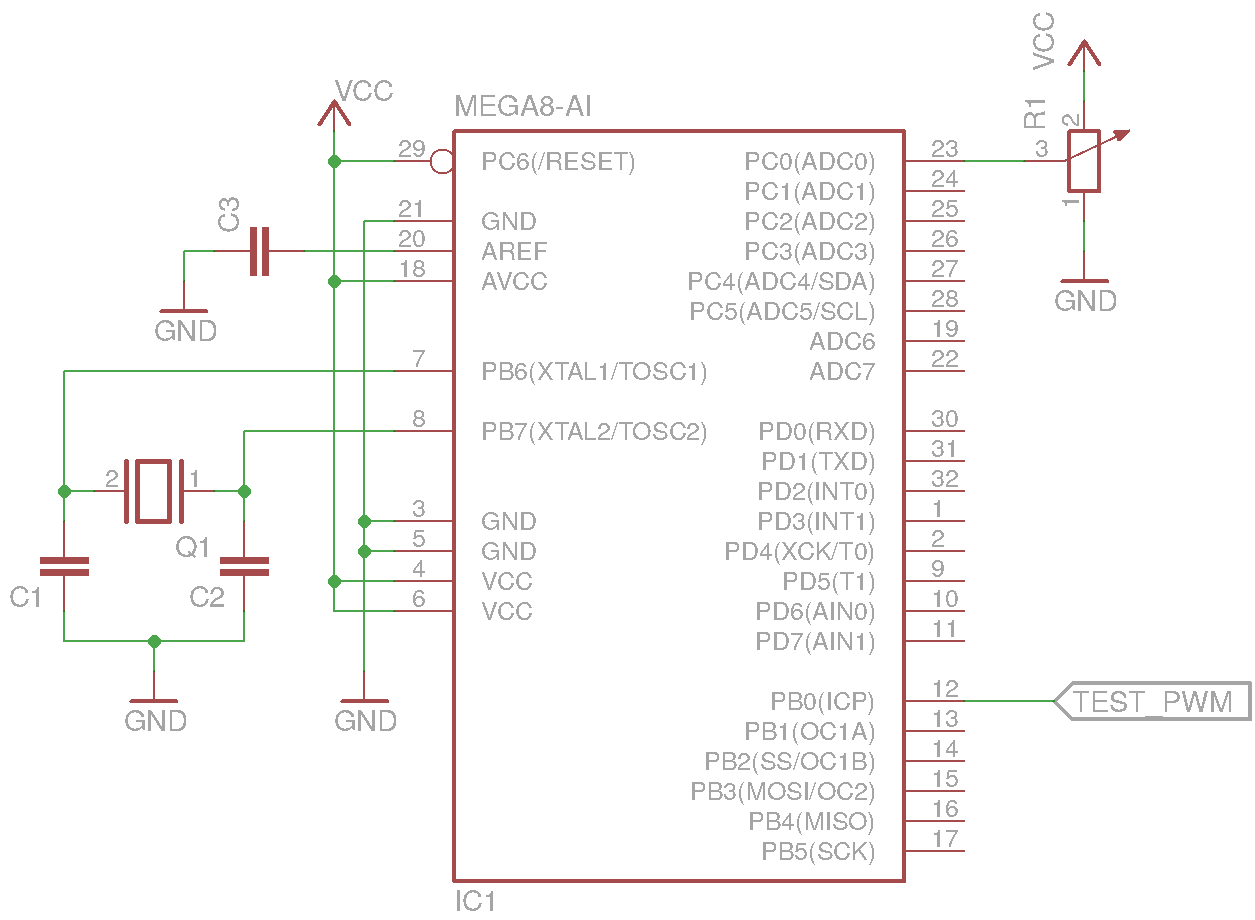 VCC
MEGA8-AI
VCC
R1
2
3
1
GND
C3
GND
29
PC6(/RESET)
21
GND
20
AREF
18
AVCC
7
PB6(XTAL1/TOSC1)
8
PB7(XTAL2/TOSC2)
3
GND
5
GND
4
VCC
6
VCC
PC0(ADC0)
23
PC1(ADC1)
24
PC2(ADC2)
25
PC3(ADC3)
26
PC4(ADC4/SDA)
27
PC5(ADC5/SCL)
28
ADC6
19
ADC7
22
PD0(RXD)
30
PD1(TXD)
31
PD2(INT0)
32
PD3(INT1)
1
PD4(XCK/T0)
2
PD5(T1)
9
PD6(AIN0)
10
PD7(AIN1)
11
PB0(ICP)
12
PB1(OC1A)
13
PB2(SS/OC1B)
14
PB3(MOSI/OC2)
15
PB4(MISO)
16
PB5(SCK)
17
TEST_PWM
2
1
Q1
C1
C2
GND
GND
IC1